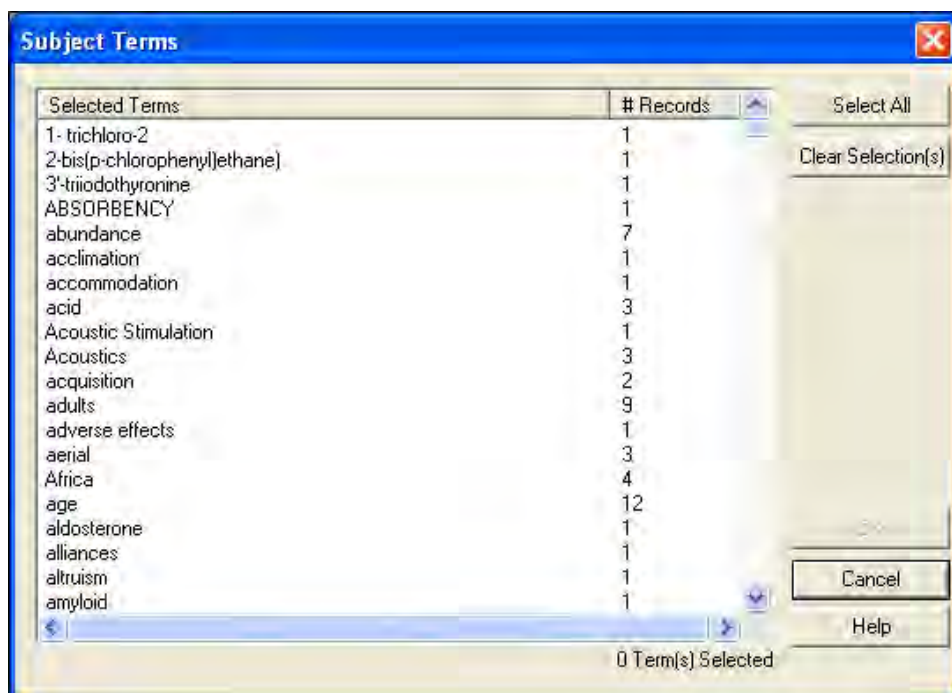 Subject Terms
Selected Terms # Records
1- trichloro-2 1
2-bis(p-chlorophenyl)ethane) 1
3'-triiodothyronine 1
ABSORBENCY 1
abundance 7
acclimation 1
accommodation 1
acid 3
Acoustic Stimulation 1
Acoustics 3
acquisition 2
adults 9
adverse effects 1
aerial 3
Africa 4
age 12
aldosterone 1
alliances 1
altruism 1
amyloid 1
0 Term(s) Selected
Select All
Clear Selection(s)
Cancel
Help